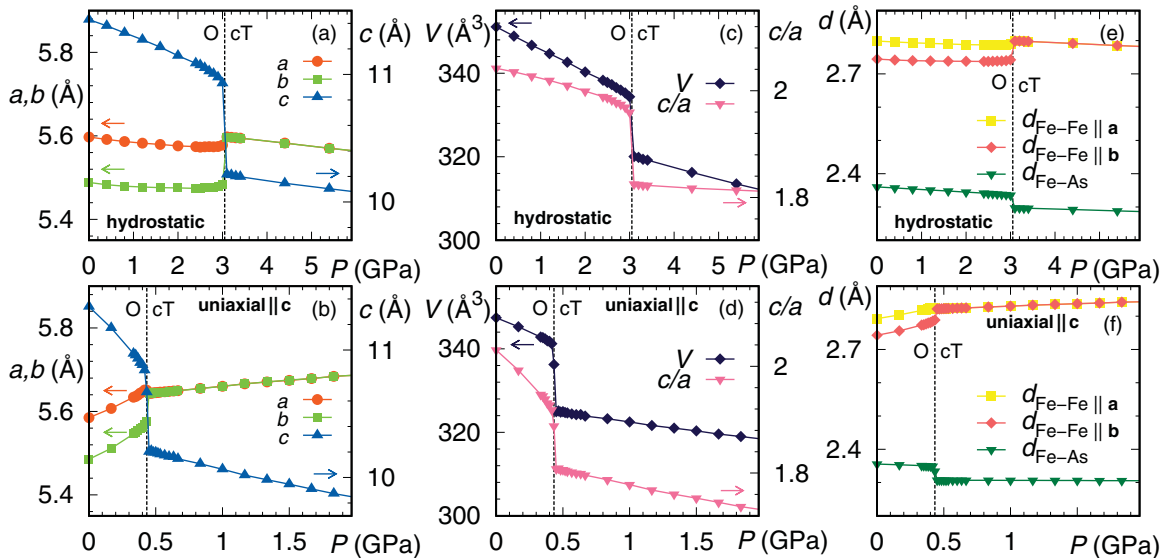 5.8
5.6
a,b (Å)
5.4
(a)
O cT
a
b
c
hydrostatic
c (Å)
11
10
0 1 2 3 4 5 P (GPa)
V (Å³)
340
320
300
(c)
O cT
V
c/a
hydrostatic
c/a
2
1.8
0 1 2 3 4 5 P (GPa)
d (Å)
2.7
2.4
(e)
O cT
dFe−Fe || a
dFe−Fe || b
dFe−As
hydrostatic
0 1 2 3 4 5 P (GPa)
5.8
a,b (Å)
5.6
5.4
O cT uniaxial || c (b)
a
b
c
c (Å)
11
10
0 0.5 1 1.5 P (GPa)
V (Å³)
340
320
300
O cT uniaxial || c (d)
V
c/a
c/a
2
1.8
0 0.5 1 1.5 P (GPa)
d (Å)
2.7
2.4
O cT uniaxial || c (f)
dFe−Fe || a
dFe−Fe || b
dFe−As
0 0.5 1 1.5 P (GPa)